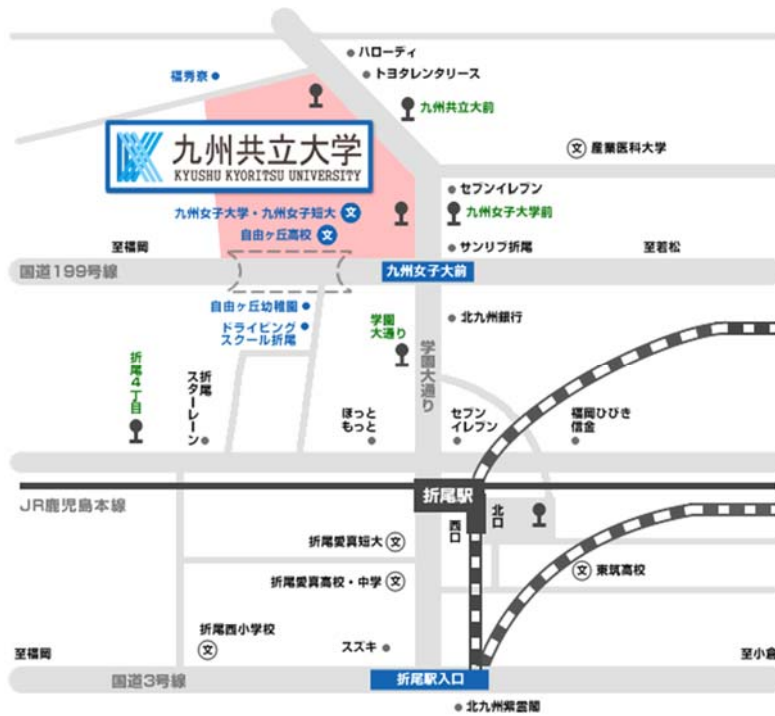 ハローディ
トヨタレンタリース
福秀寮
九州共立大前
九州共立大学
KYUSHU KYORITSU UNIVERSITY
産業医科大学
セブンイレブン
九州女子大学・九州女子短大
文
九州女子大学前
自由ヶ丘高校
文
至福岡
サンリブ折尾
至若松
国道199号線
九州女子大前
自由ヶ丘幼稚園
ドライビング
スクール折尾
学園
大通り
北九州銀行
学園大通り
折尾4丁目
折尾
スターレーン
ほっと
もっと
セブン
イレブン
福岡ひびき
信金
折尾駅
JR鹿児島本線
北口
西口
折尾愛真短大
文
折尾愛真高校・中学
文
文
東筑高校
折尾西小学校
文
スズキ
至福岡
至小倉
国道3号線
折尾駅入口
北九州紫雲閣
文